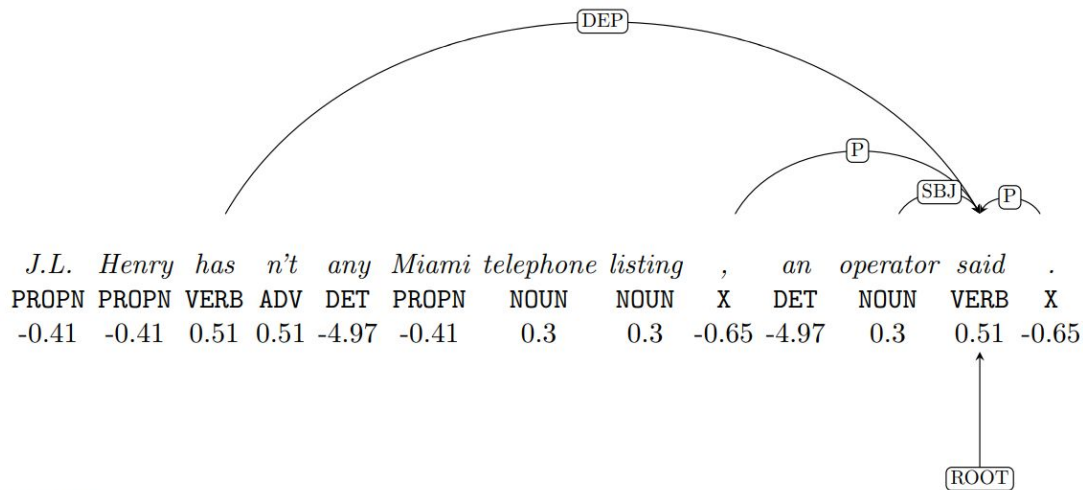 DEP
P
SBJ P
J.L. Henry has n't any Miami telephone listing , an operator said .
PROPN PROPN VERB ADV DET PROPN NOUN NOUN X DET NOUN VERB X
-0.41 -0.41 0.51 0.51 -4.97 -0.41 0.3 0.3 -0.65 -4.97 0.3 0.51 -0.65
ROOT